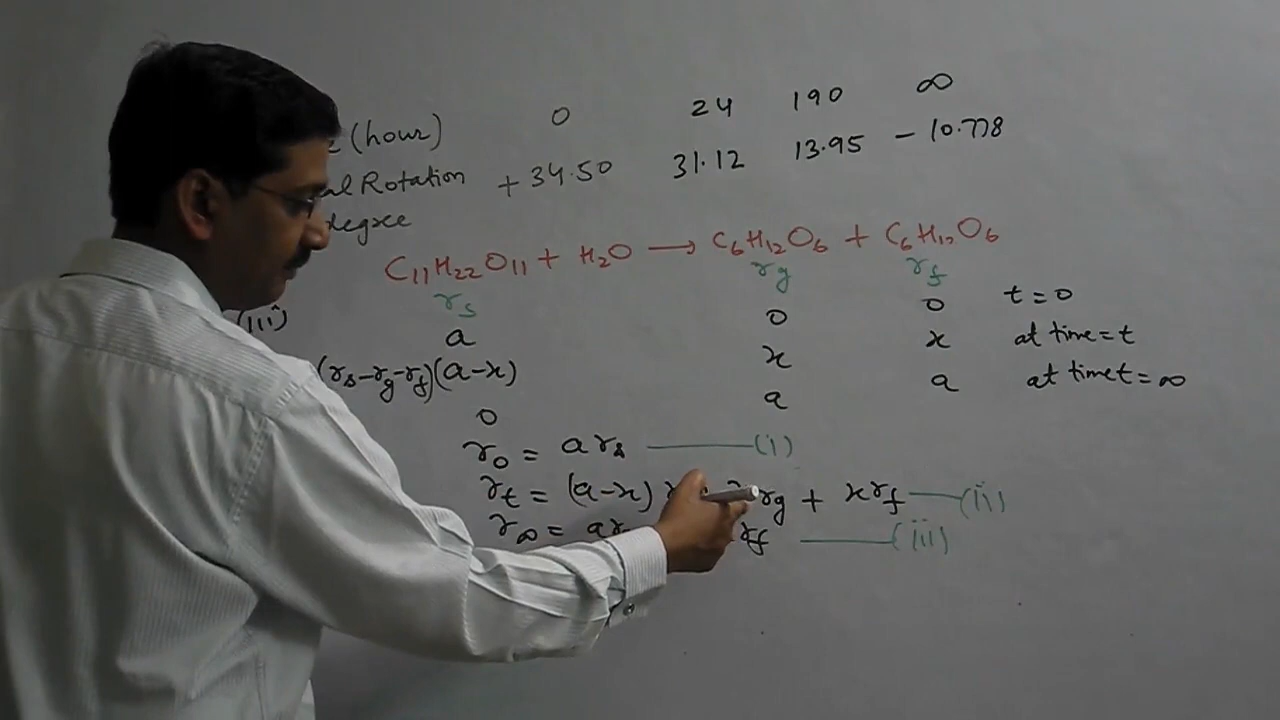 (hour) 0 24 190 ∞
Rotation + 34.50 31.12 13.95 - 10.778
degree
C11H22O11 + H2O → C6H12O6 + C6H12O6
rs rg rf
(iii) 0 0 t = 0
a x x at time = t
(rs-rg-rf)(a-x) a a at time t = ∞
0
r0 = a rs (i)
rt = (a-x) rg + x rf (ii)
r∞ = a rf (iii)